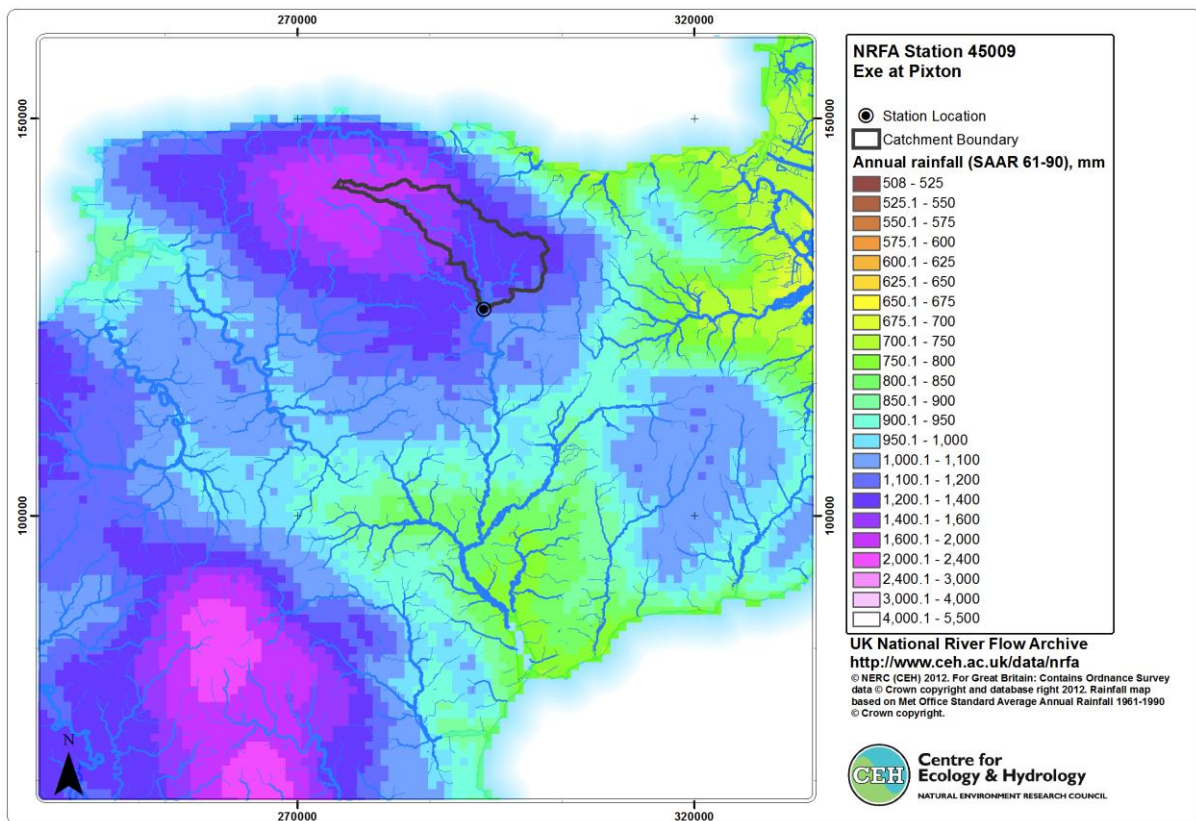 270000
320000
150000
150000
100000
100000
N
270000
320000
NRFA Station 45009
Exe at Pixton
Station Location
Catchment Boundary
Annual rainfall (SAAR 61-90), mm
508 - 525
525.1 - 550
550.1 - 575
575.1 - 600
600.1 - 625
625.1 - 650
650.1 - 675
675.1 - 700
700.1 - 750
750.1 - 800
800.1 - 850
850.1 - 900
900.1 - 950
950.1 - 1,000
1,000.1 - 1,100
1,100.1 - 1,200
1,200.1 - 1,400
1,400.1 - 1,600
1,600.1 - 2,000
2,000.1 - 2,400
2,400.1 - 3,000
3,000.1 - 4,000
4,000.1 - 5,500
UK National River Flow Archive
http://www.ceh.ac.uk/data/nrfa
© NERC (CEH) 2012. For Great Britain: Contains Ordnance Survey
data © Crown copyright and database right 2012. Rainfall map
based on Met Office Standard Average Annual Rainfall 1961-1990
© Crown copyright.
CEH
Centre for
Ecology & Hydrology
NATURAL ENVIRONMENT RESEARCH COUNCIL